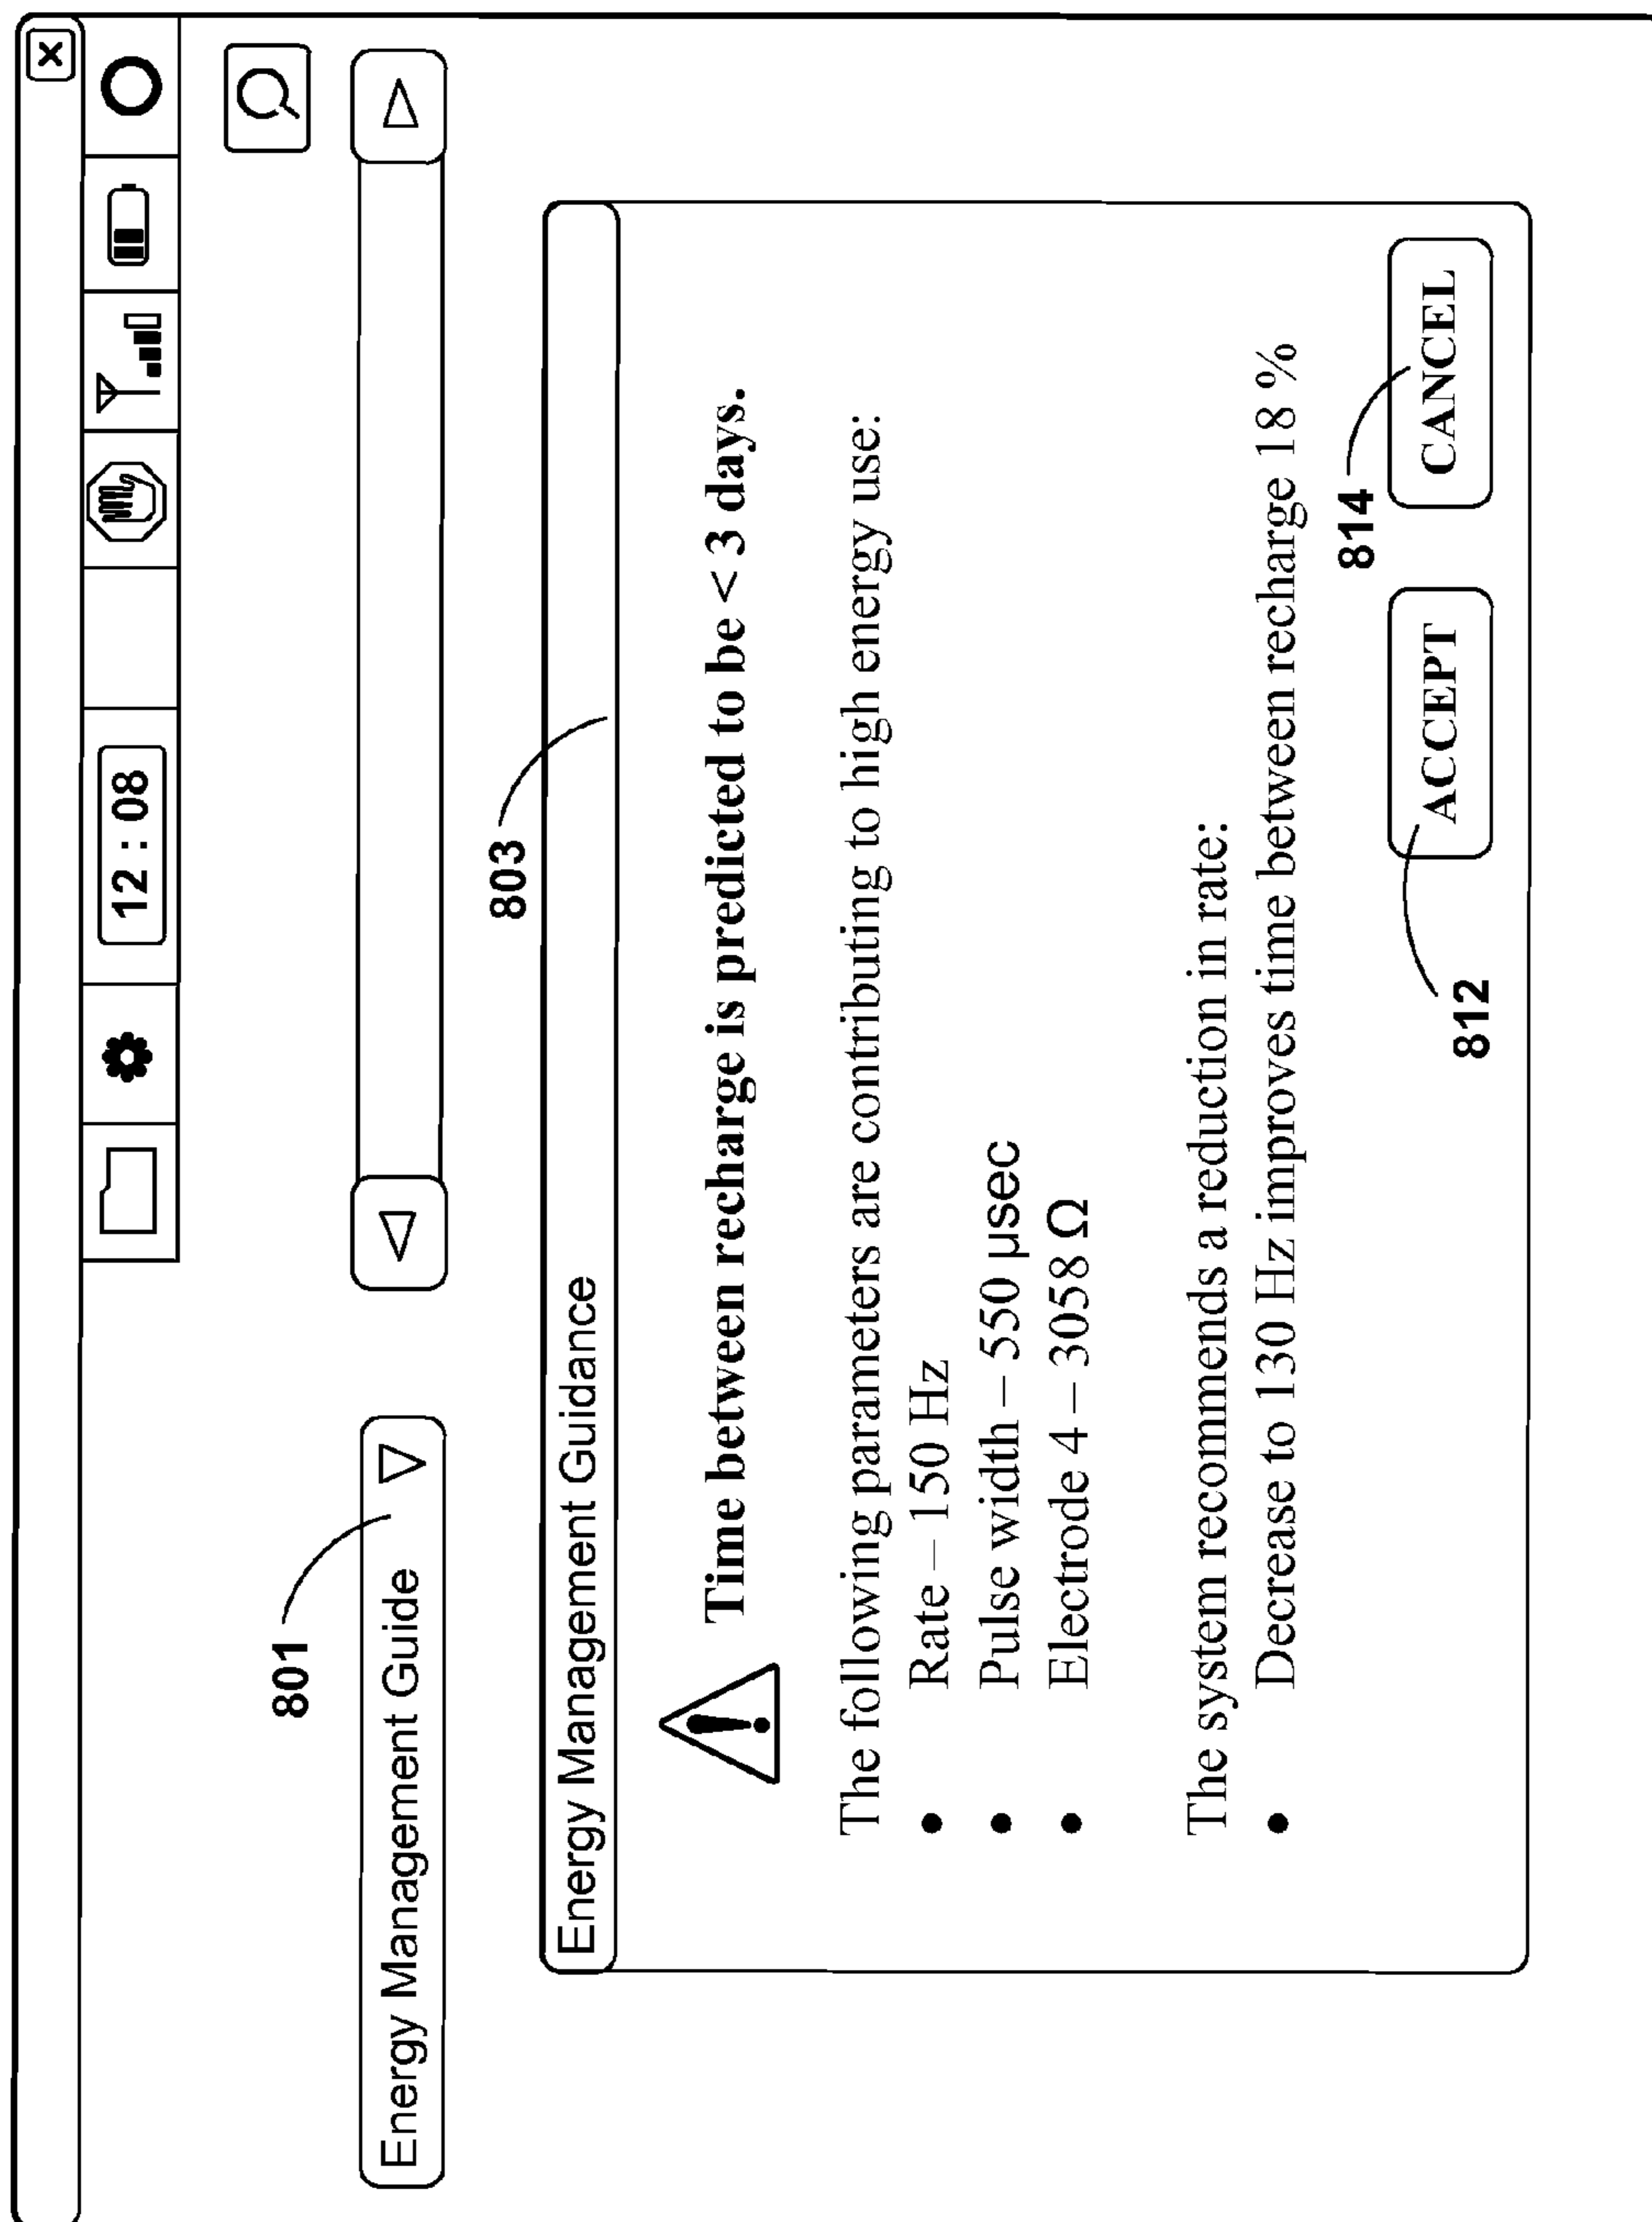 12 : 08
801
Energy Management Guide
803
Energy Management Guidance
Time between recharge is predicted to be < 3 days.
The following parameters are contributing to high energy use:
• Rate – 150 Hz
• Pulse width – 550 µsec
• Electrode 4 – 3058 Ω
The system recommends a reduction in rate:
• Decrease to 130 Hz improves time between recharge 18 %
814
812
ACCEPT
CANCEL